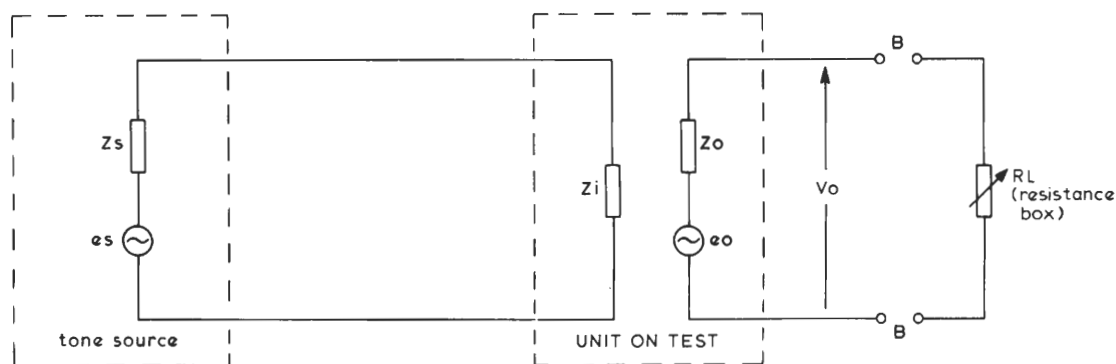 B
Zs
Zo
Zi
Vo
RL
(resistance
box)
es
eo
B
tone source
UNIT ON TEST